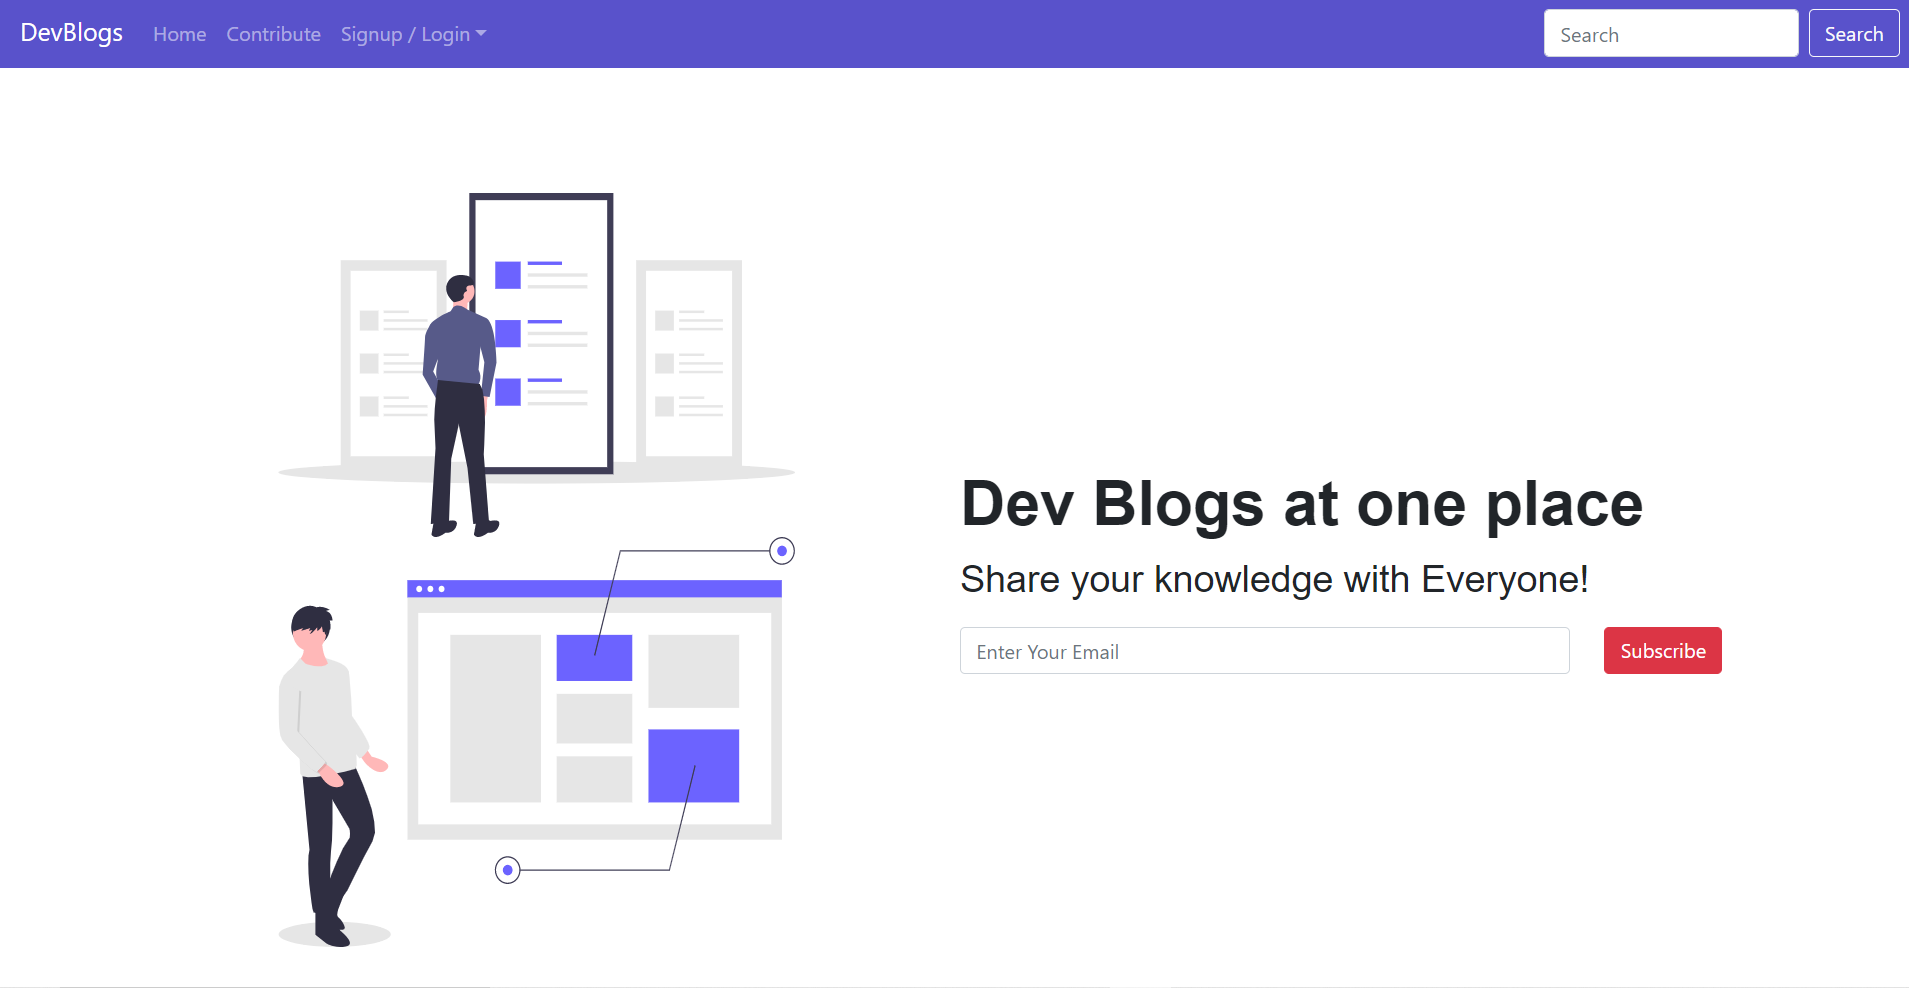 DevBlogs Home Contribute Signup / Login Search Search
Dev Blogs at one place
Share your knowledge with Everyone!
Enter Your Email Subscribe